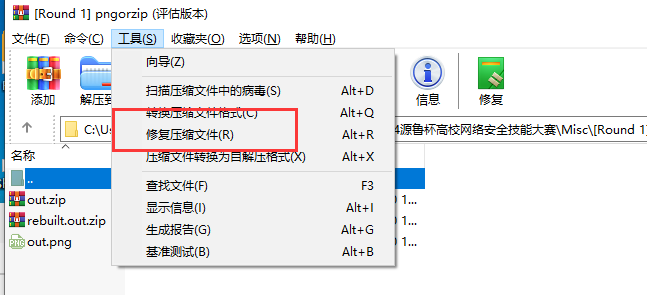 [Round 1] pngorzip (评估版本)
文件(F) 命令(C) 工具(S) 收藏夹(O) 选项(N) 帮助(H)
向导(Z)
扫描压缩文件中的病毒(S) Alt+D
转换压缩文件格式(C) Alt+Q
修复压缩文件(R) Alt+R
压缩文件转换为自解压格式(X) Alt+X
查找文件(F) F3
显示信息(I) Alt+I
生成报告(G) Alt+G
基准测试(B) Alt+B
添加 解压到 信息 修复
C:\Us 4源鲁杯高校网络安全技能大赛\Misc\[Round 1]
名称
..
out.zip
rebuilt.out.zip
out.png